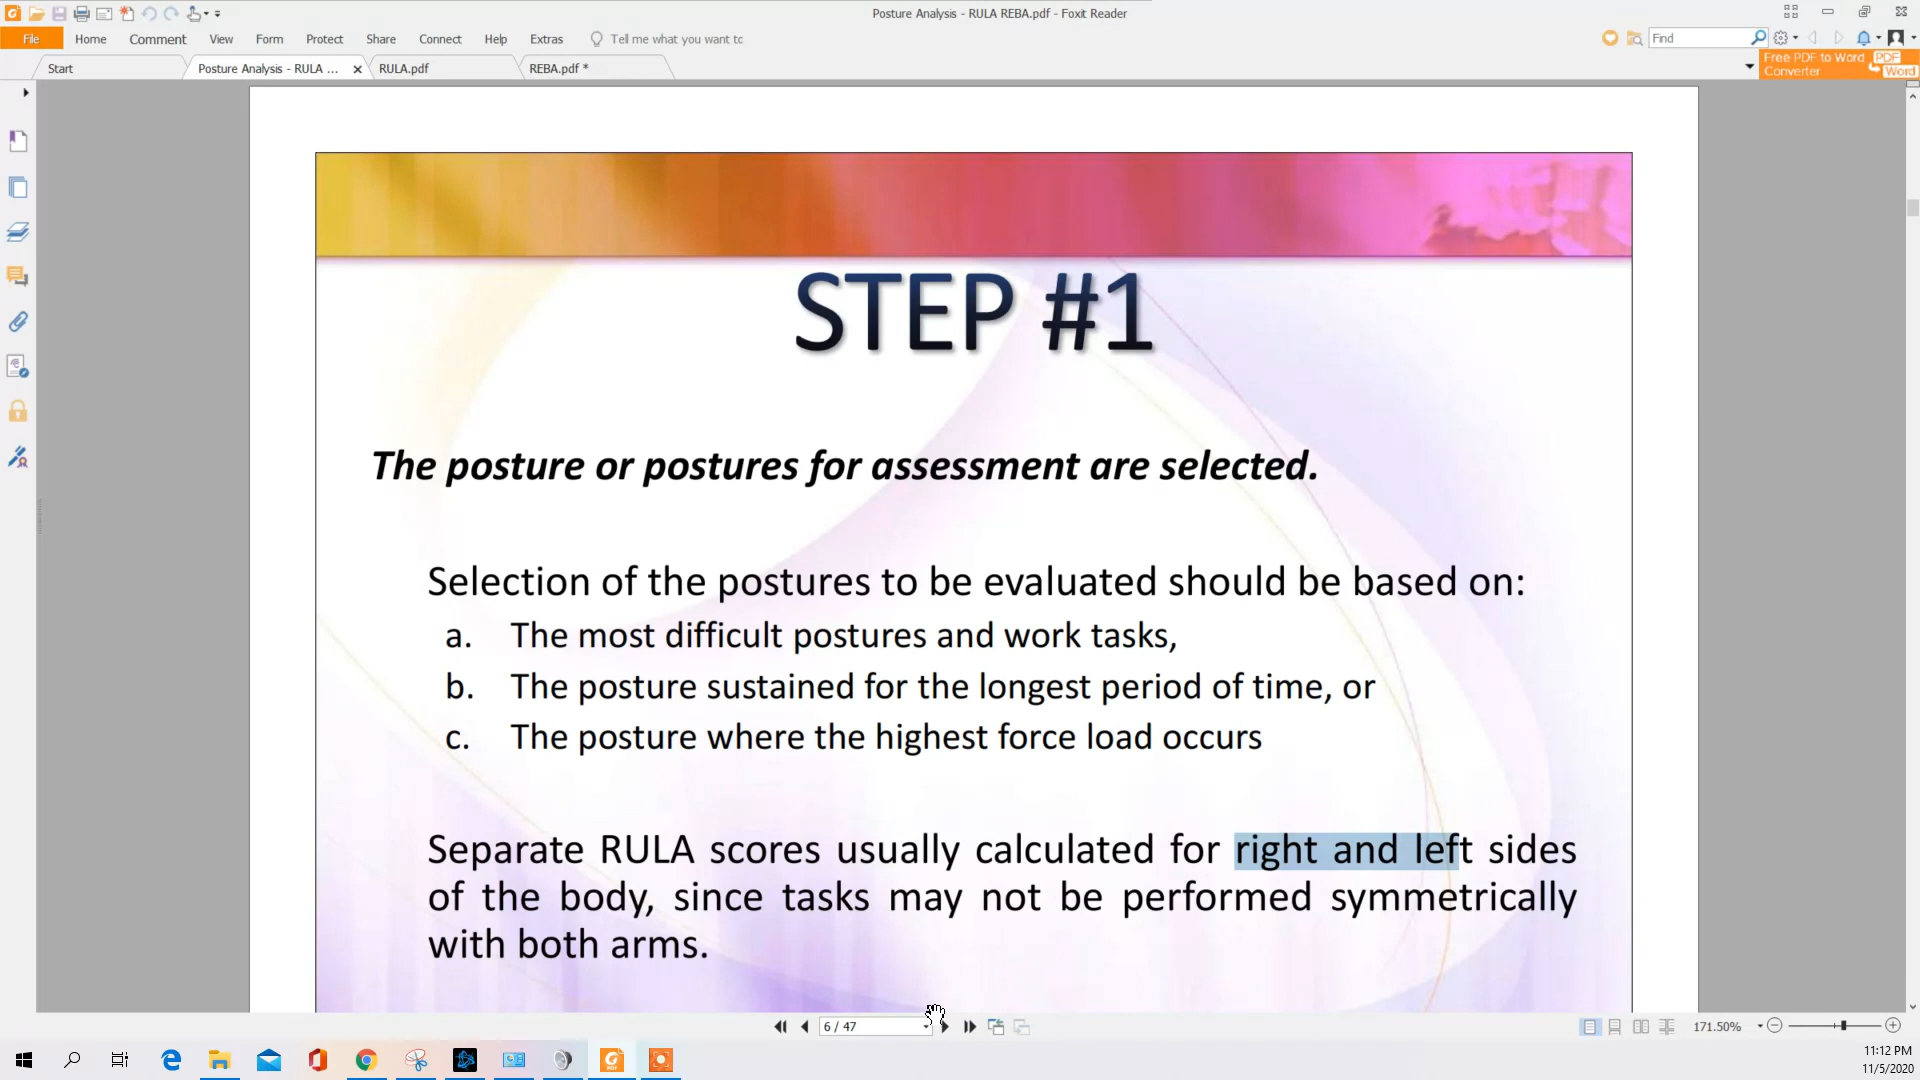 Posture Analysis - RULA REBA.pdf - Foxit Reader
File Home Comment View Form Protect Share Connect Help Extras Tell me what you want to
Find
Start Posture Analysis - RULA ... RULA.pdf REBA.pdf *
Free PDF to Word
Converter
PDF
Word
STEP #1
The posture or postures for assessment are selected.
Selection of the postures to be evaluated should be based on:
a. The most difficult postures and work tasks,
b. The posture sustained for the longest period of time, or
c. The posture where the highest force load occurs
Separate RULA scores usually calculated for right and left sides
of the body, since tasks may not be performed symmetrically
with both arms.
6 / 47
171.50%
11:12 PM
11/5/2020